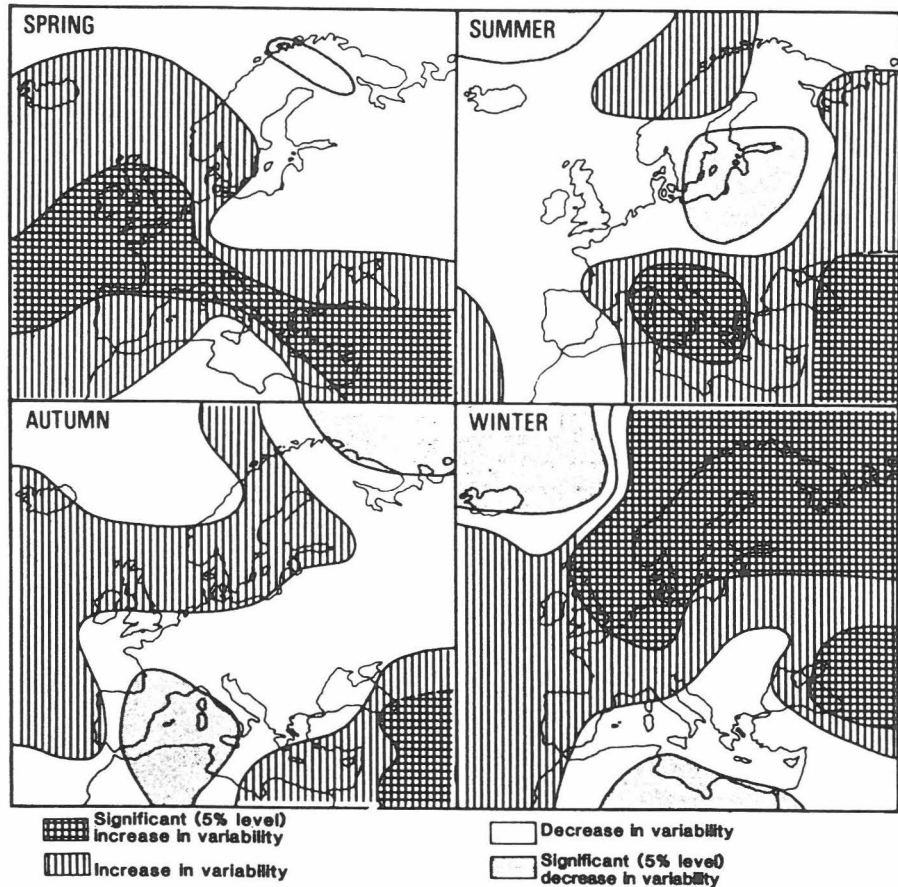 SPRING
SUMMER
AUTUMN
WINTER
Significant (5% level)
Increase in variability
Increase in variability
Decrease in variability
Significant (5% level)
decrease in variability